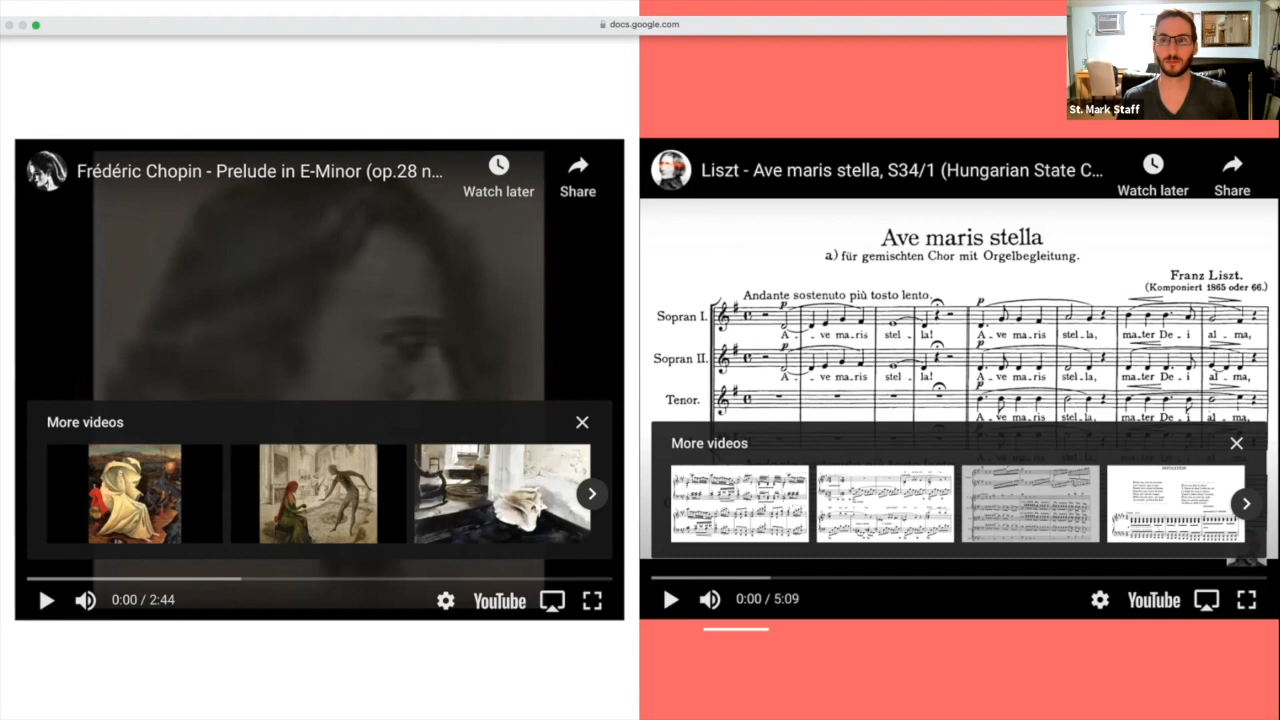 docs.google.com
St. Mark Staff
Frédéric Chopin - Prelude in E-Minor (op.28 n...
Watch later
Share
More videos
0:00 / 2:44
YouTube
Liszt - Ave maris stella, S34/1 (Hungarian State C...
Watch later
Share
Ave maris stella
a) für gemischten Chor mit Orgelbegleitung.
Franz Liszt.
(Komponiert 1865 oder 66.)
Andante sostenuto più tosto lento.
Sopran I.
A - - ve ma-ris stel - la! A - ve ma-ris stel-la, ma-ter De - i al - ma,
Sopran II.
A - - ve ma-ris stel - la! A - ve ma-ris stel-la, ma-ter De - i al - ma,
Tenor.
A - ve ma-ris stel-la, ma-ter De - i al - ma,
More videos
0:00 / 5:09
YouTube